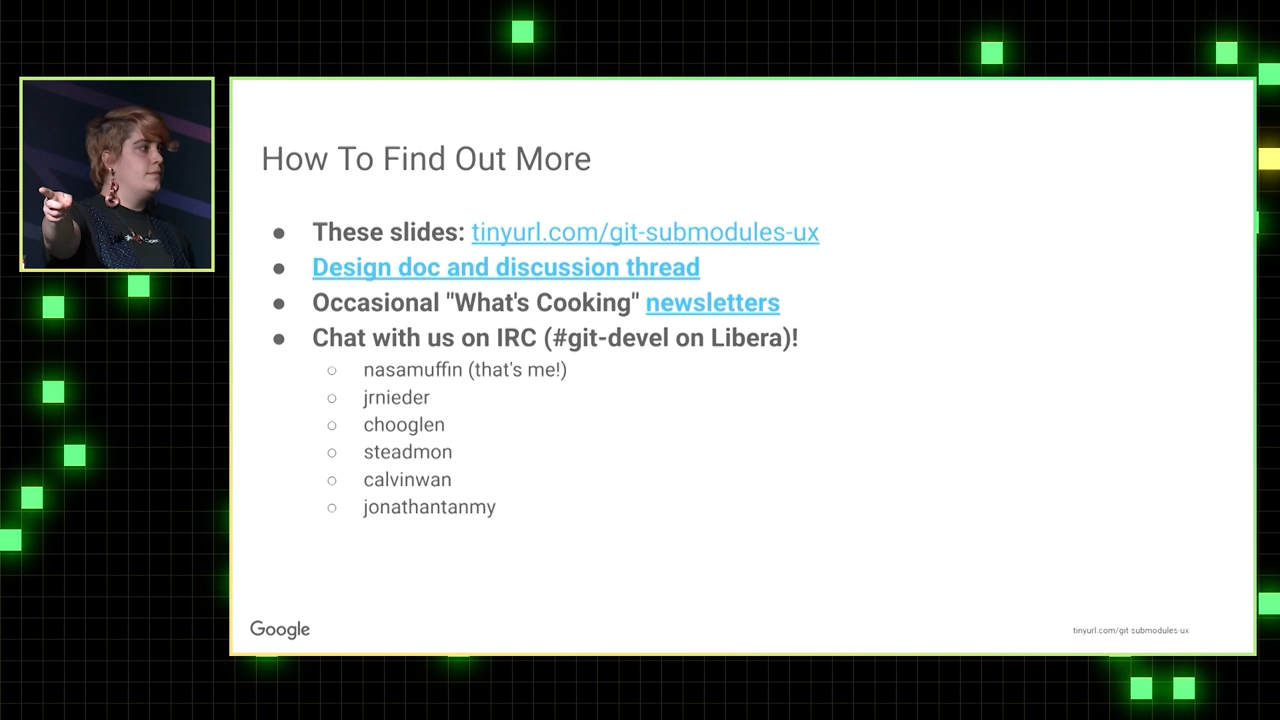 How To Find Out More
● These slides: tinyurl.com/git-submodules-ux
● Design doc and discussion thread
● Occasional "What's Cooking" newsletters
● Chat with us on IRC (#git-devel on Libera)!
○ nasamuffin (that's me!)
○ jrnieder
○ chooglen
○ steadmon
○ calvinwan
○ jonathantanmy
Google
tinyurl.com/git-submodules-ux